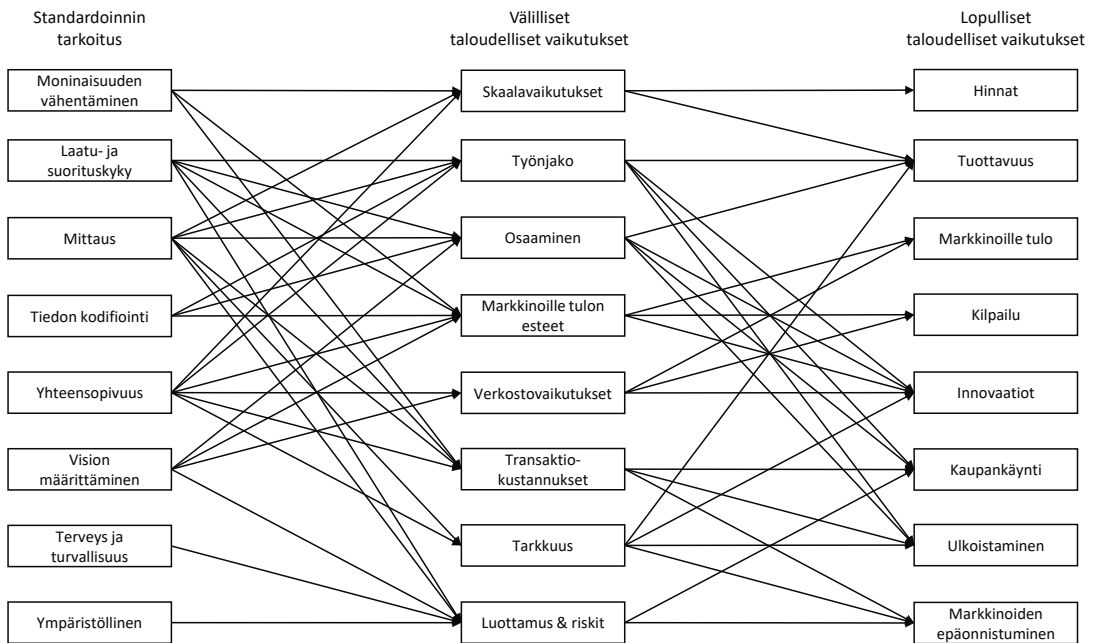 Standardoinnin
tarkoitus
Välilliset
taloudelliset vaikutukset
Lopulliset
taloudelliset vaikutukset
Moninaisuuden
vähentäminen
Skaalavaikutukset
Hinnat
Laatu- ja
suorituskyky
Työnjako
Tuottavuus
Mittaus
Osaaminen
Markkinoille tulo
Tiedon kodifiointi
Markkinoille tulon
esteet
Kilpailu
Yhteensopivuus
Verkostovaikutukset
Innovaatiot
Vision
määrittäminen
Transaktio-
kustannukset
Kaupankäynti
Terveys ja
turvallisuus
Tarkkuus
Ulkoistaminen
Ympäristöllinen
Luottamus & riskit
Markkinoiden
epäonnistuminen